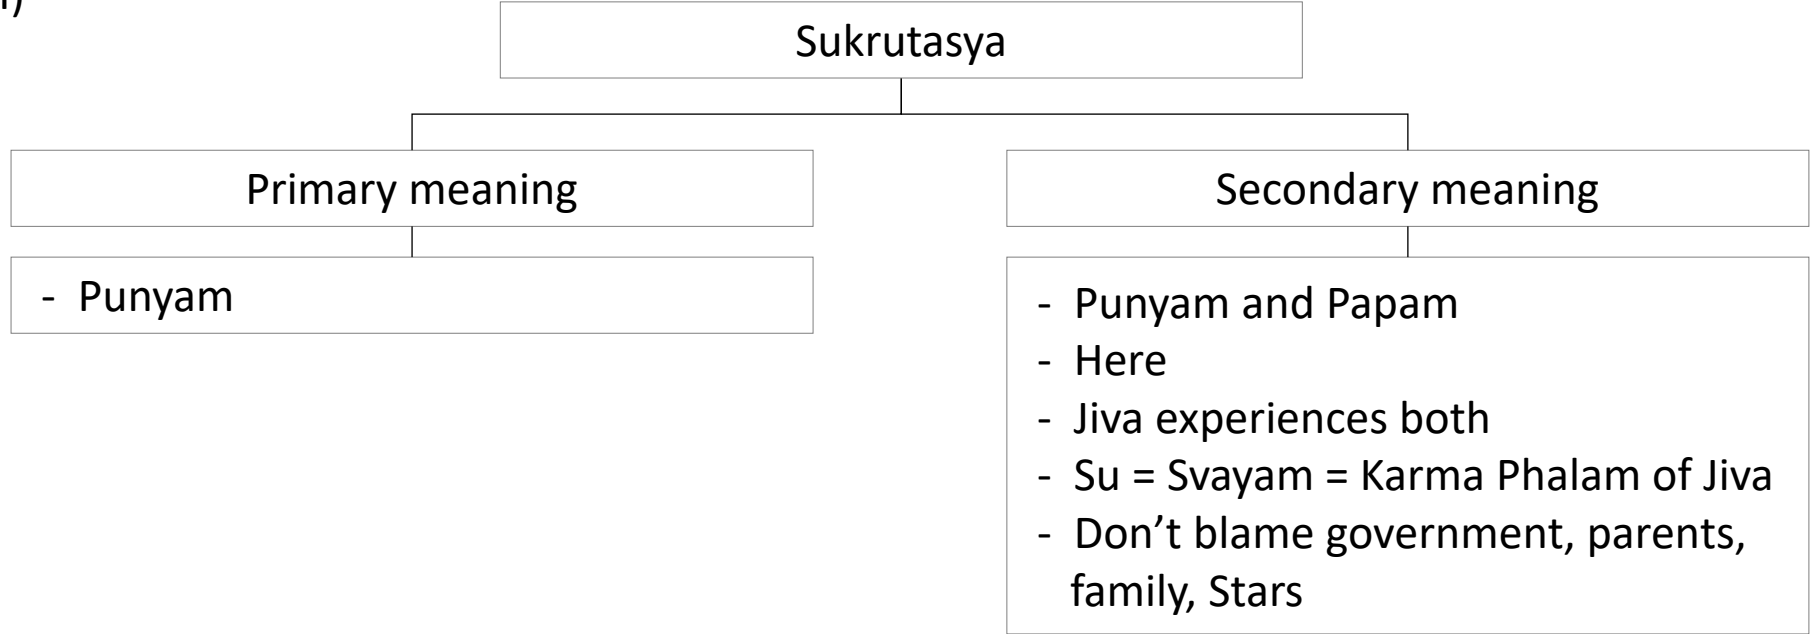 Sukrutasya
Primary meaning
- Punyam
Secondary meaning
- Punyam and Papam
- Here
- Jiva experiences both
- Su = Svayam = Karma Phalam of Jiva
- Don’t blame government, parents,
family, Stars